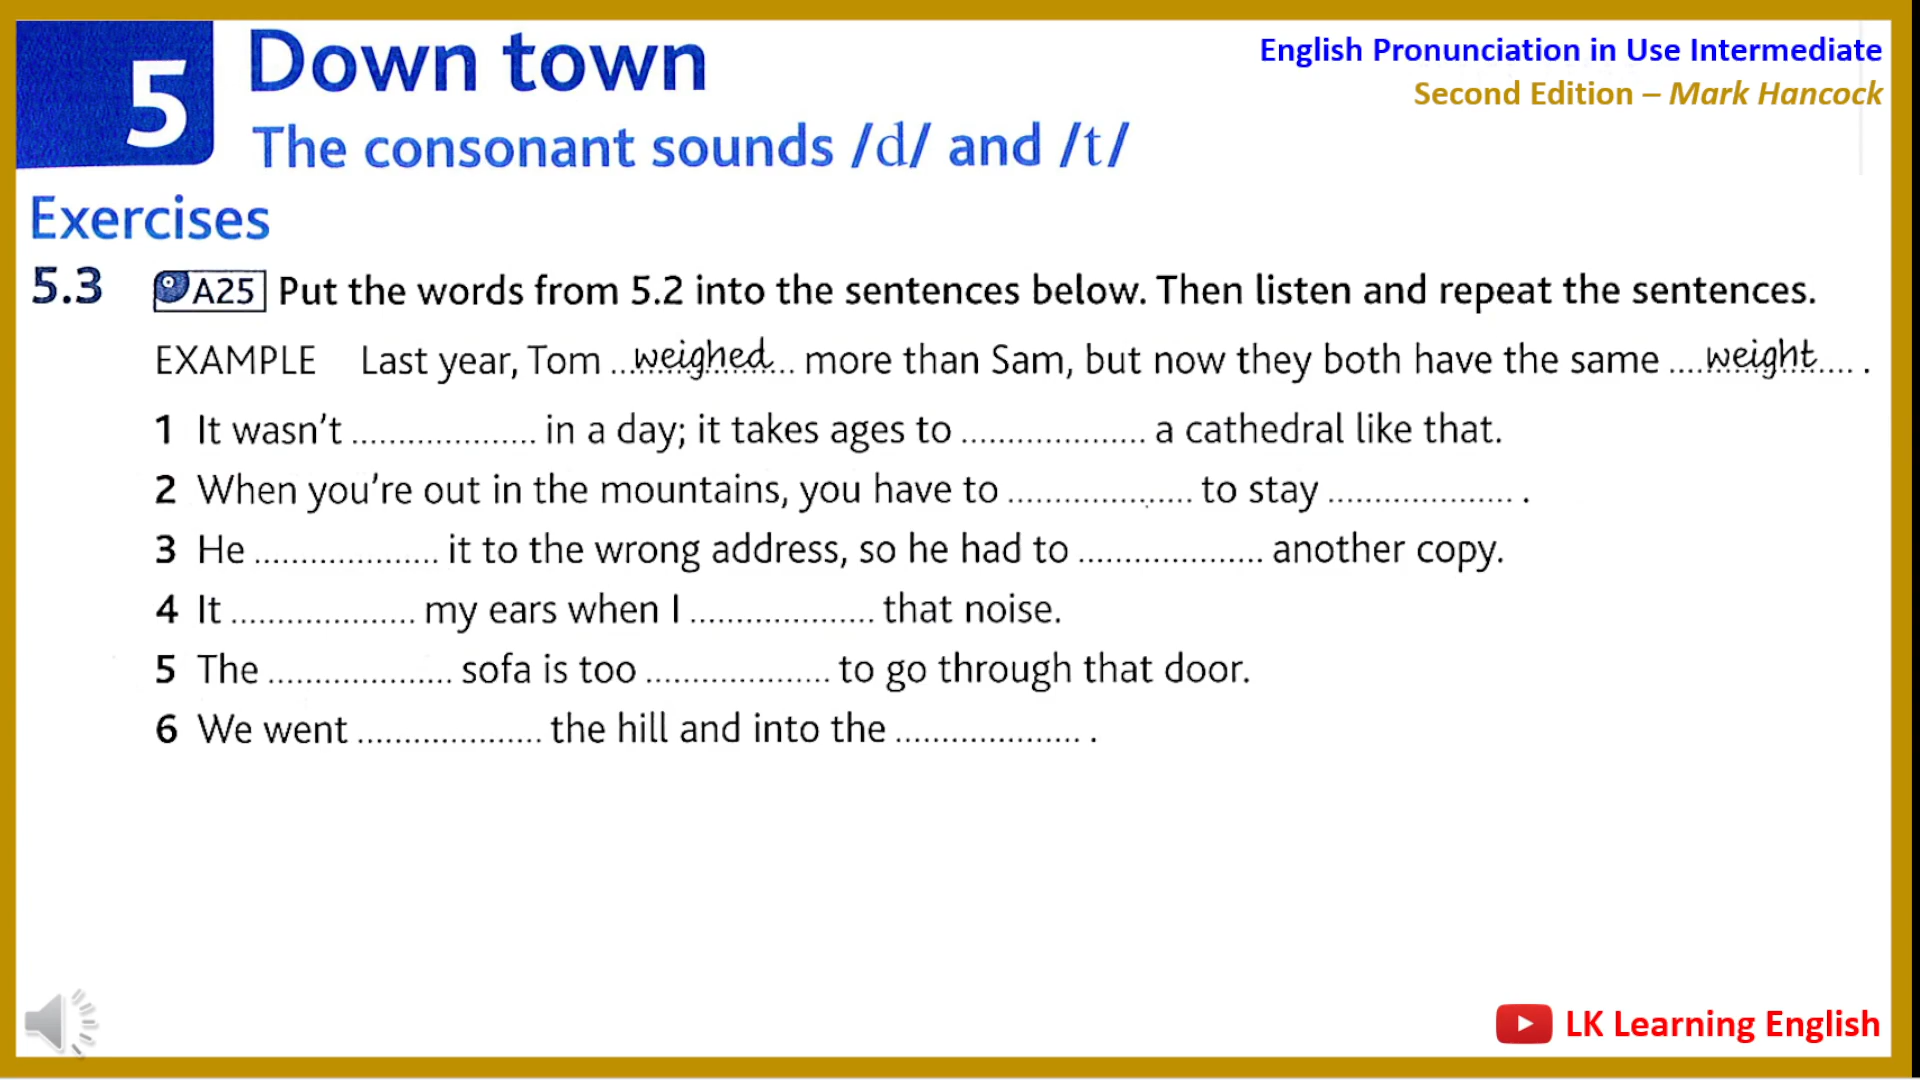 5 Down town
English Pronunciation in Use Intermediate
Second Edition – Mark Hancock
The consonant sounds /d/ and /t/
Exercises
5.3 A25 Put the words from 5.2 into the sentences below. Then listen and repeat the sentences.
EXAMPLE Last year, Tom ...weighed... more than Sam, but now they both have the same ...weight... .
1 It wasn't .................... in a day; it takes ages to .................... a cathedral like that.
2 When you're out in the mountains, you have to .................... to stay .................... .
3 He .................... it to the wrong address, so he had to .................... another copy.
4 It .................... my ears when I .................... that noise.
5 The .................... sofa is too .................... to go through that door.
6 We went .................... the hill and into the .................... .
LK Learning English